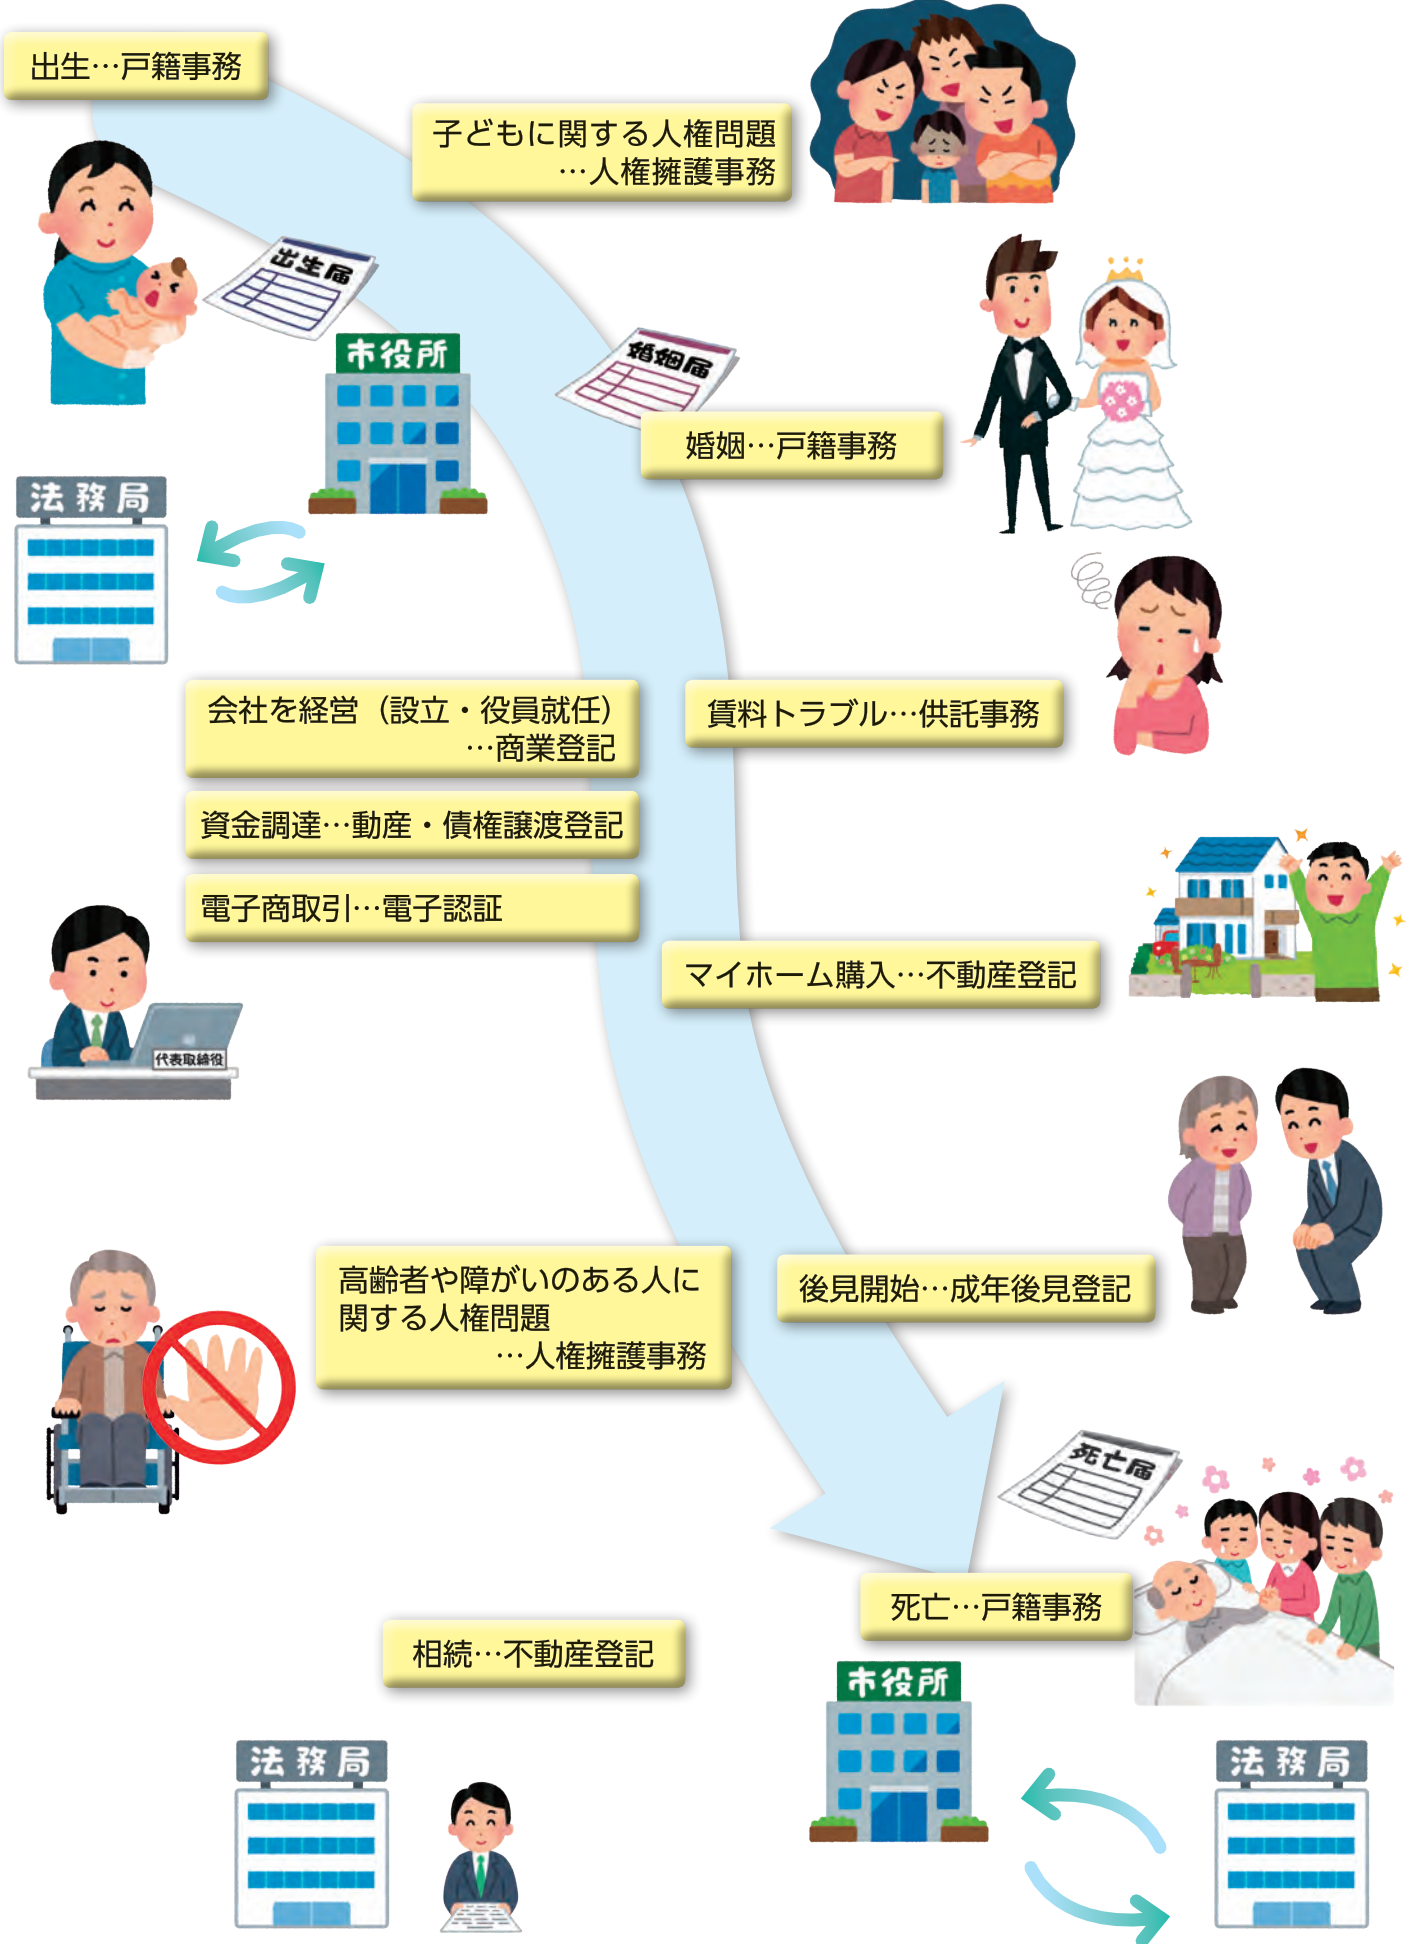 出生…戸籍事務
子どもに関する人権問題
…人権擁護事務
出生届
市役所
婚姻届
婚姻…戸籍事務
法務局
会社を経営（設立・役員就任）
…商業登記
賃料トラブル…供託事務
資金調達…動産・債権譲渡登記
電子商取引…電子認証
マイホーム購入…不動産登記
代表取締役
高齢者や障がいのある人に
関する人権問題
…人権擁護事務
後見開始…成年後見登記
死亡届
死亡…戸籍事務
相続…不動産登記
市役所
法務局
法務局